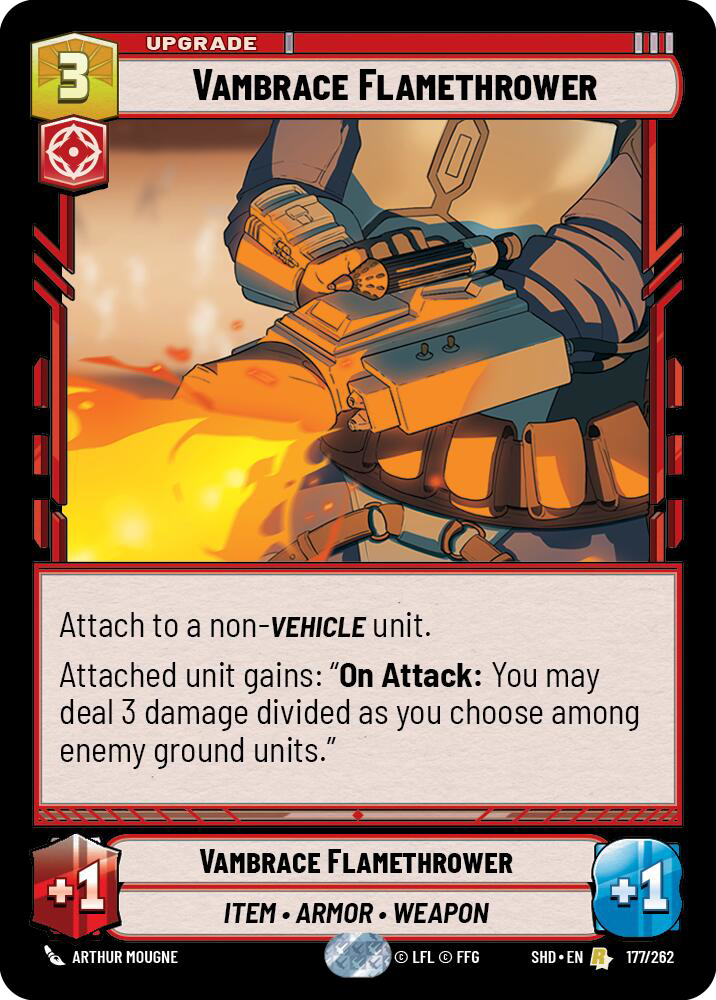 UPGRADE
3
VAMBRACE FLAMETHROWER
Attach to a non-VEHICLE unit.
Attached unit gains: “On Attack: You may
deal 3 damage divided as you choose among
enemy ground units.”
+1
VAMBRACE FLAMETHROWER
+1
ITEM • ARMOR • WEAPON
ARTHUR MOUGNE
© LFL © FFG
SHD • EN
R
177/262